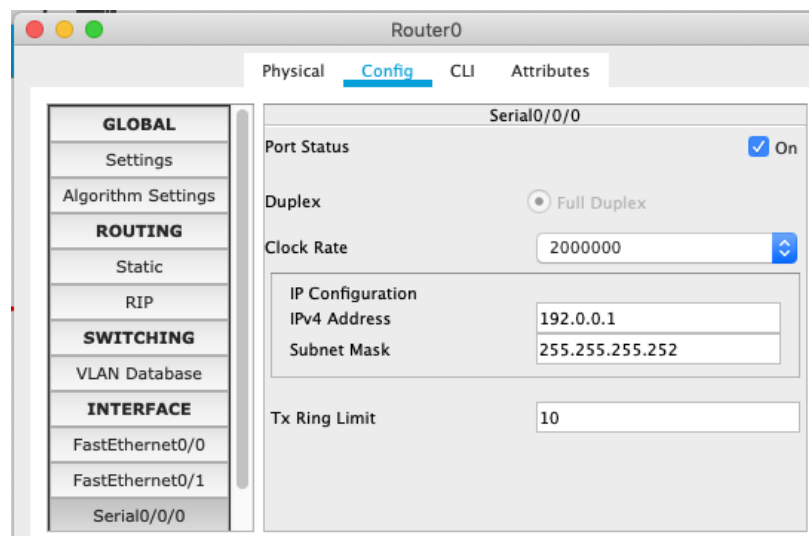 Router0
Physical Config CLI Attributes
GLOBAL
Settings
Algorithm Settings
ROUTING
Static
RIP
SWITCHING
VLAN Database
INTERFACE
FastEthernet0/0
FastEthernet0/1
Serial0/0/0
Serial0/0/0
Port Status On
Duplex Full Duplex
Clock Rate 2000000
IP Configuration
IPv4 Address 192.0.0.1
Subnet Mask 255.255.255.252
Tx Ring Limit 10